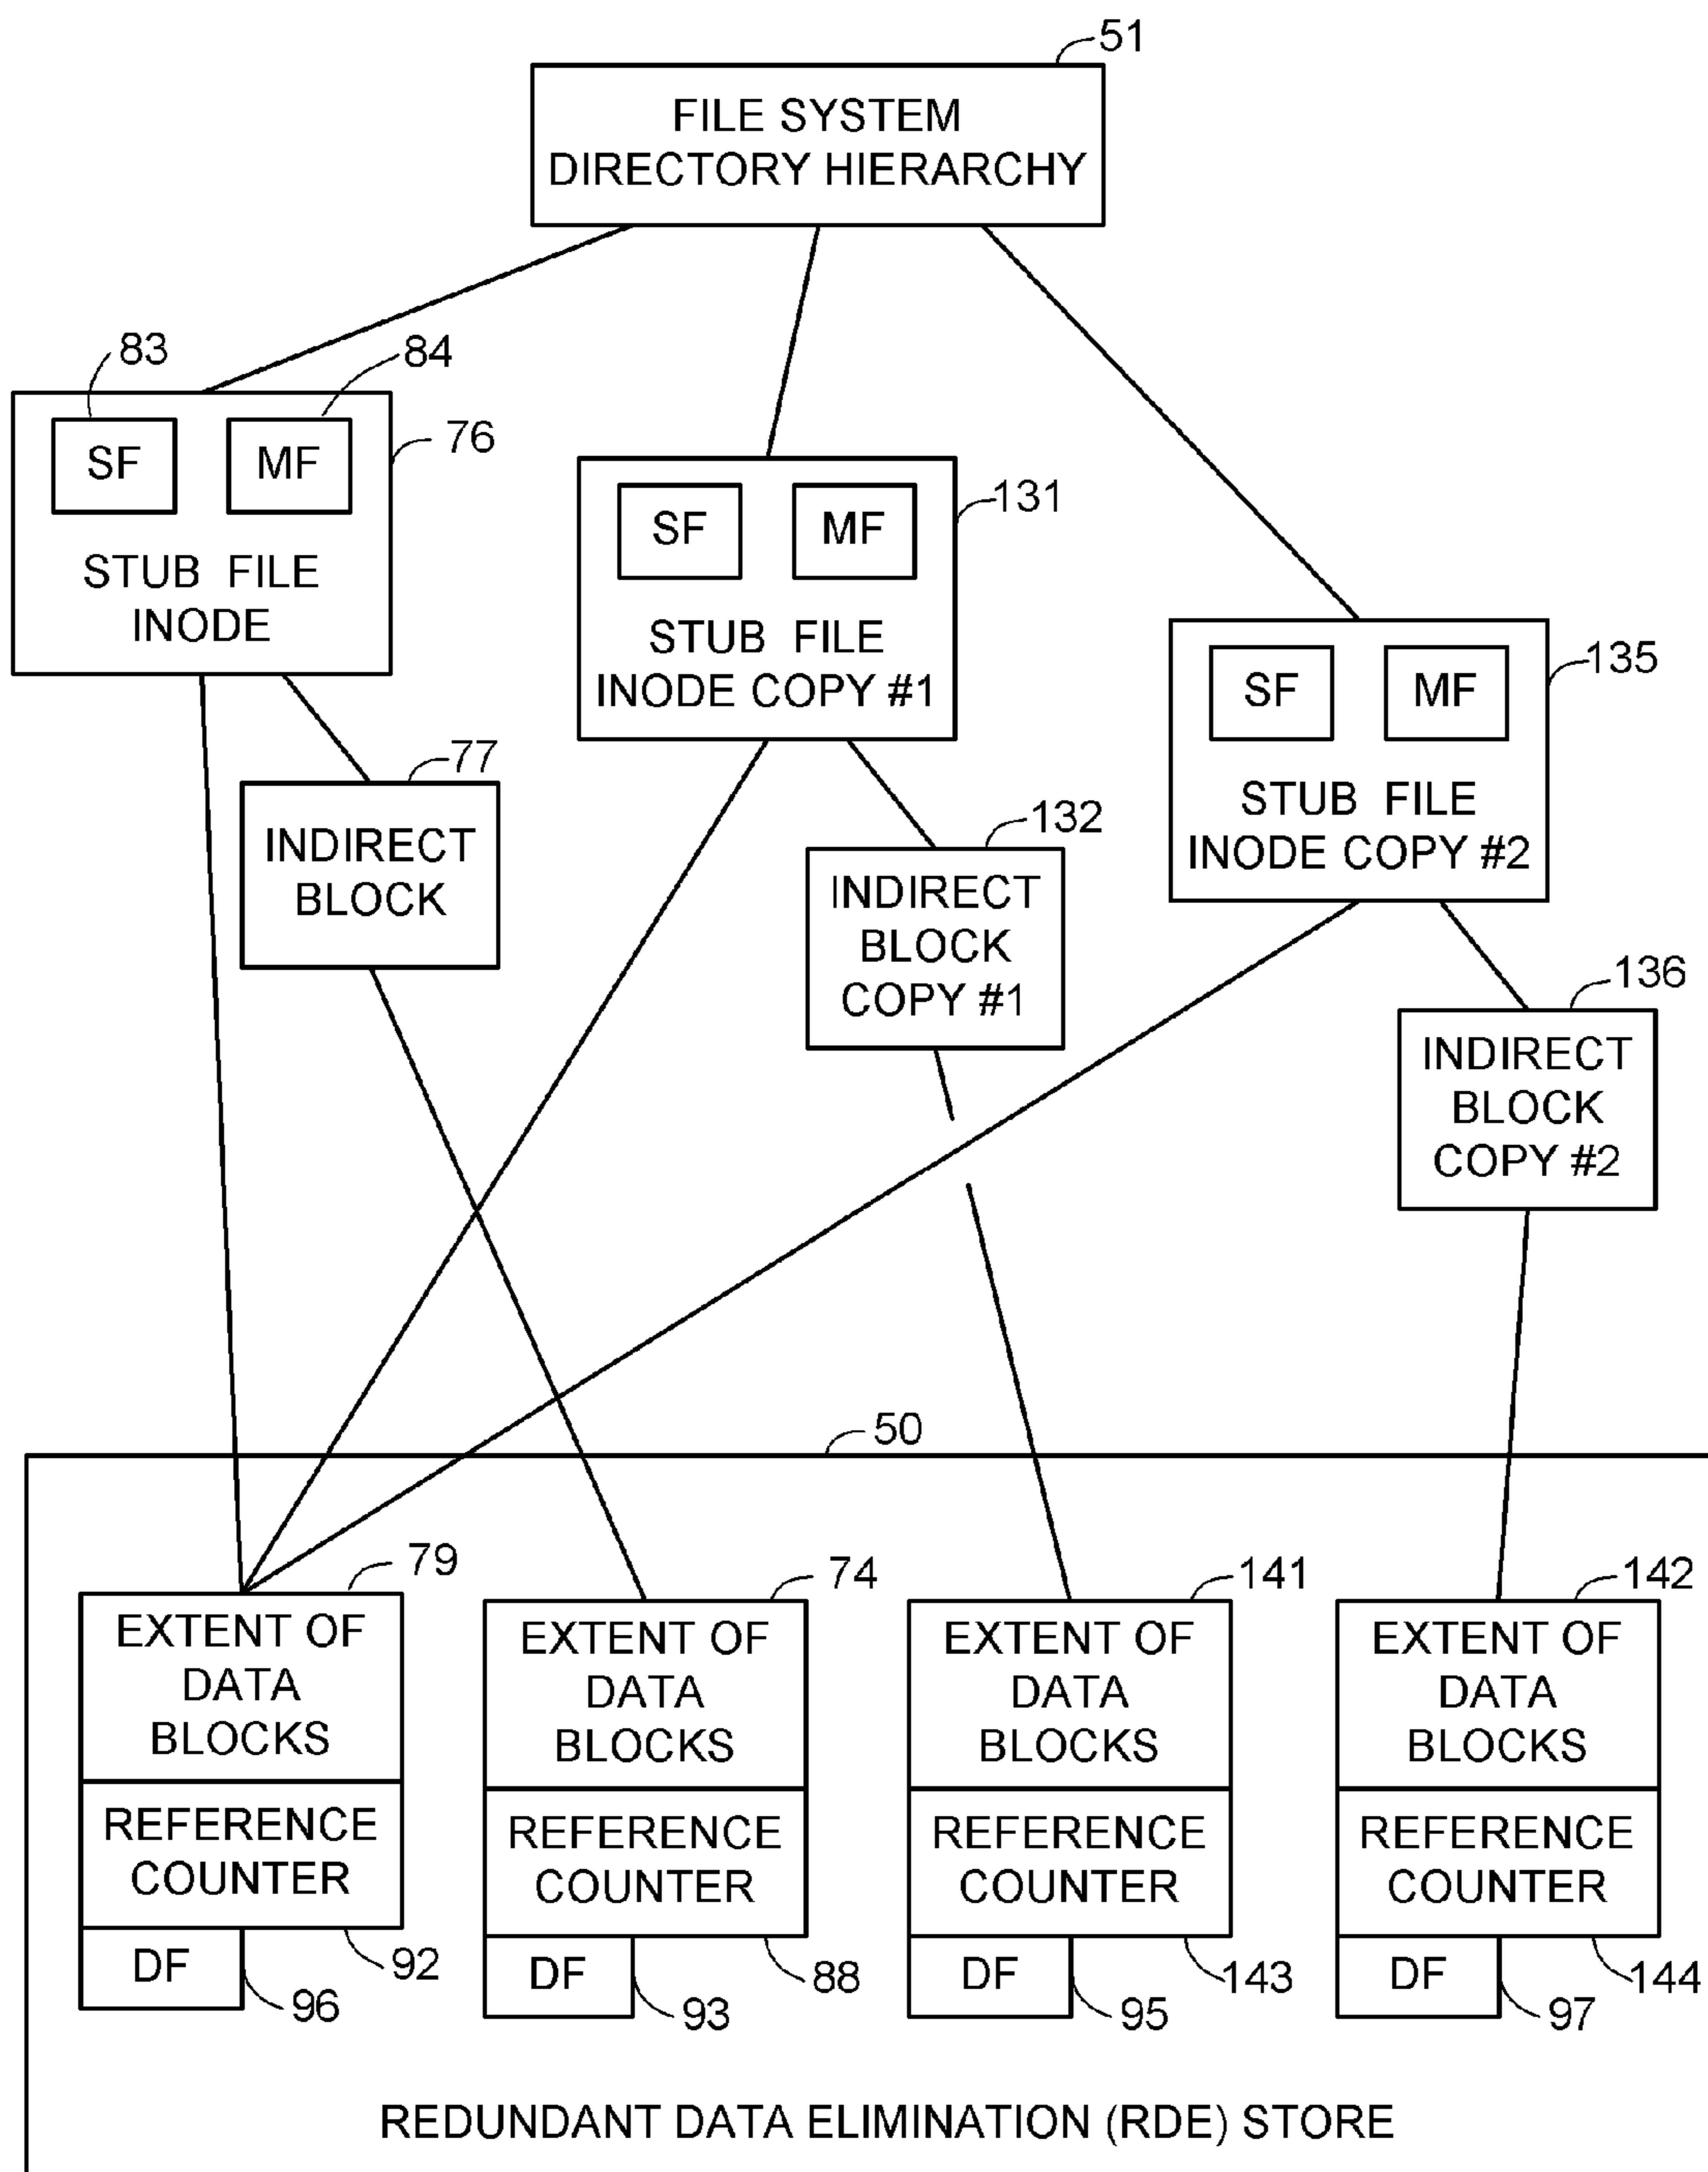 51
FILE SYSTEM
DIRECTORY HIERARCHY
83
84
SF
MF
76
STUB FILE
INODE
SF
MF
131
STUB FILE
INODE COPY #1
SF
MF
135
STUB FILE
INODE COPY #2
77
INDIRECT
BLOCK
132
INDIRECT
BLOCK
COPY #1
136
INDIRECT
BLOCK
COPY #2
50
79
EXTENT OF
DATA
BLOCKS
REFERENCE
COUNTER
DF
96
92
74
EXTENT OF
DATA
BLOCKS
REFERENCE
COUNTER
DF
93
88
141
EXTENT OF
DATA
BLOCKS
REFERENCE
COUNTER
DF
95
143
142
EXTENT OF
DATA
BLOCKS
REFERENCE
COUNTER
DF
97
144
REDUNDANT DATA ELIMINATION (RDE) STORE